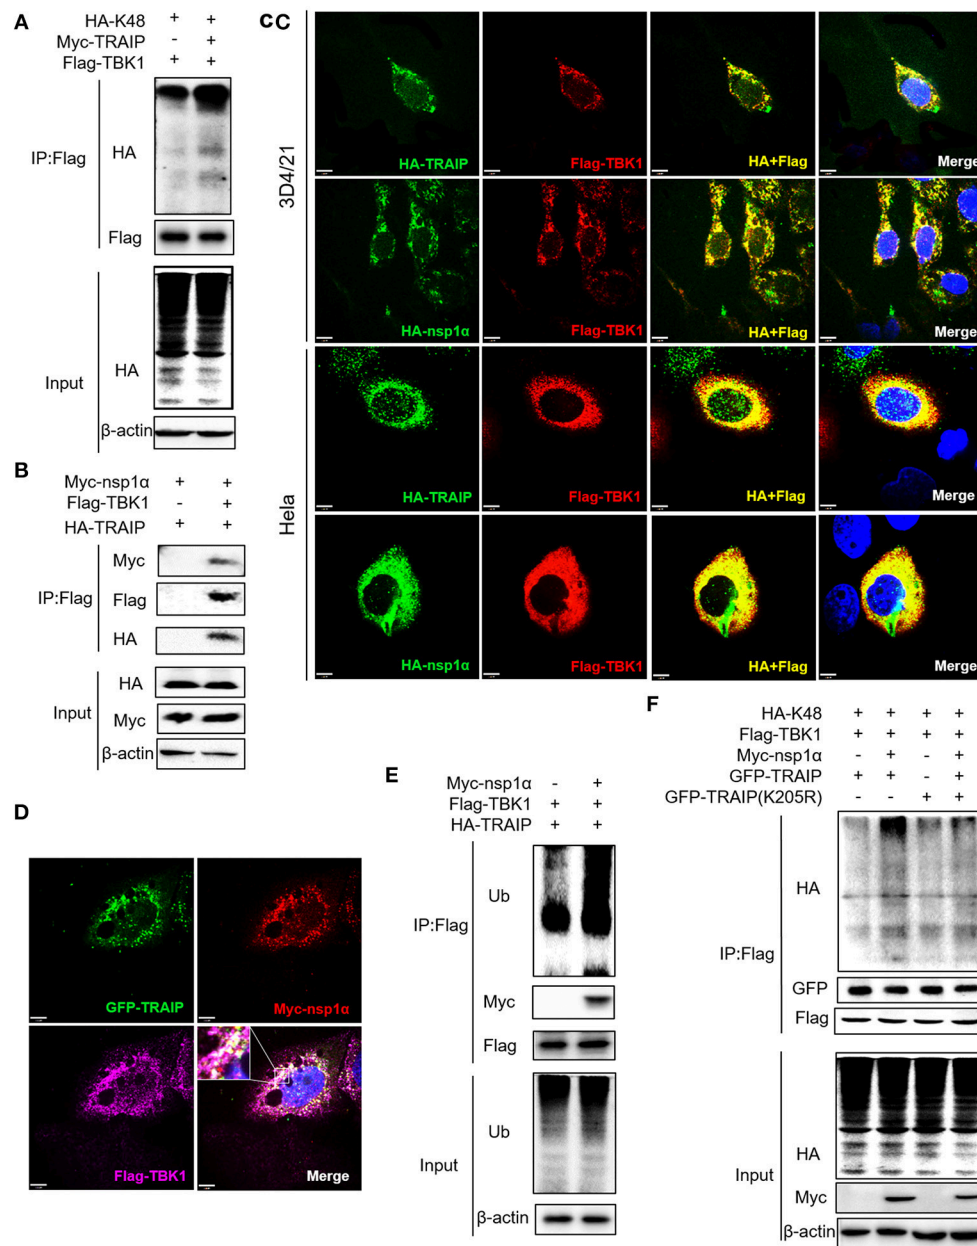 A
HA-K48 + +
Myc-TRAIP - +
Flag-TBK1 + +
IP:Flag
HA
Flag
Input
HA
β-actin
B
Myc-nsp1α + +
Flag-TBK1 - +
HA-TRAIP + +
IP:Flag
Myc
Flag
HA
Input
HA
Myc
β-actin
CC
3D4/21
HA-TRAIP Flag-TBK1 HA+Flag Merge
HA-nsp1α Flag-TBK1 HA+Flag Merge
Hela
HA-TRAIP Flag-TBK1 HA+Flag Merge
HA-nsp1α Flag-TBK1 HA+Flag Merge
D
GFP-TRAIP Myc-nsp1α
Flag-TBK1 Merge
E
Myc-nsp1α - +
Flag-TBK1 + +
HA-TRAIP + +
IP:Flag
Ub
Myc
Flag
Input
Ub
β-actin
F
HA-K48 + + + +
Flag-TBK1 + + + +
Myc-nsp1α - + - +
GFP-TRAIP + + - +
GFP-TRAIP(K205R) - - + +
IP:Flag
HA
GFP
Flag
Input
HA
Myc
β-actin